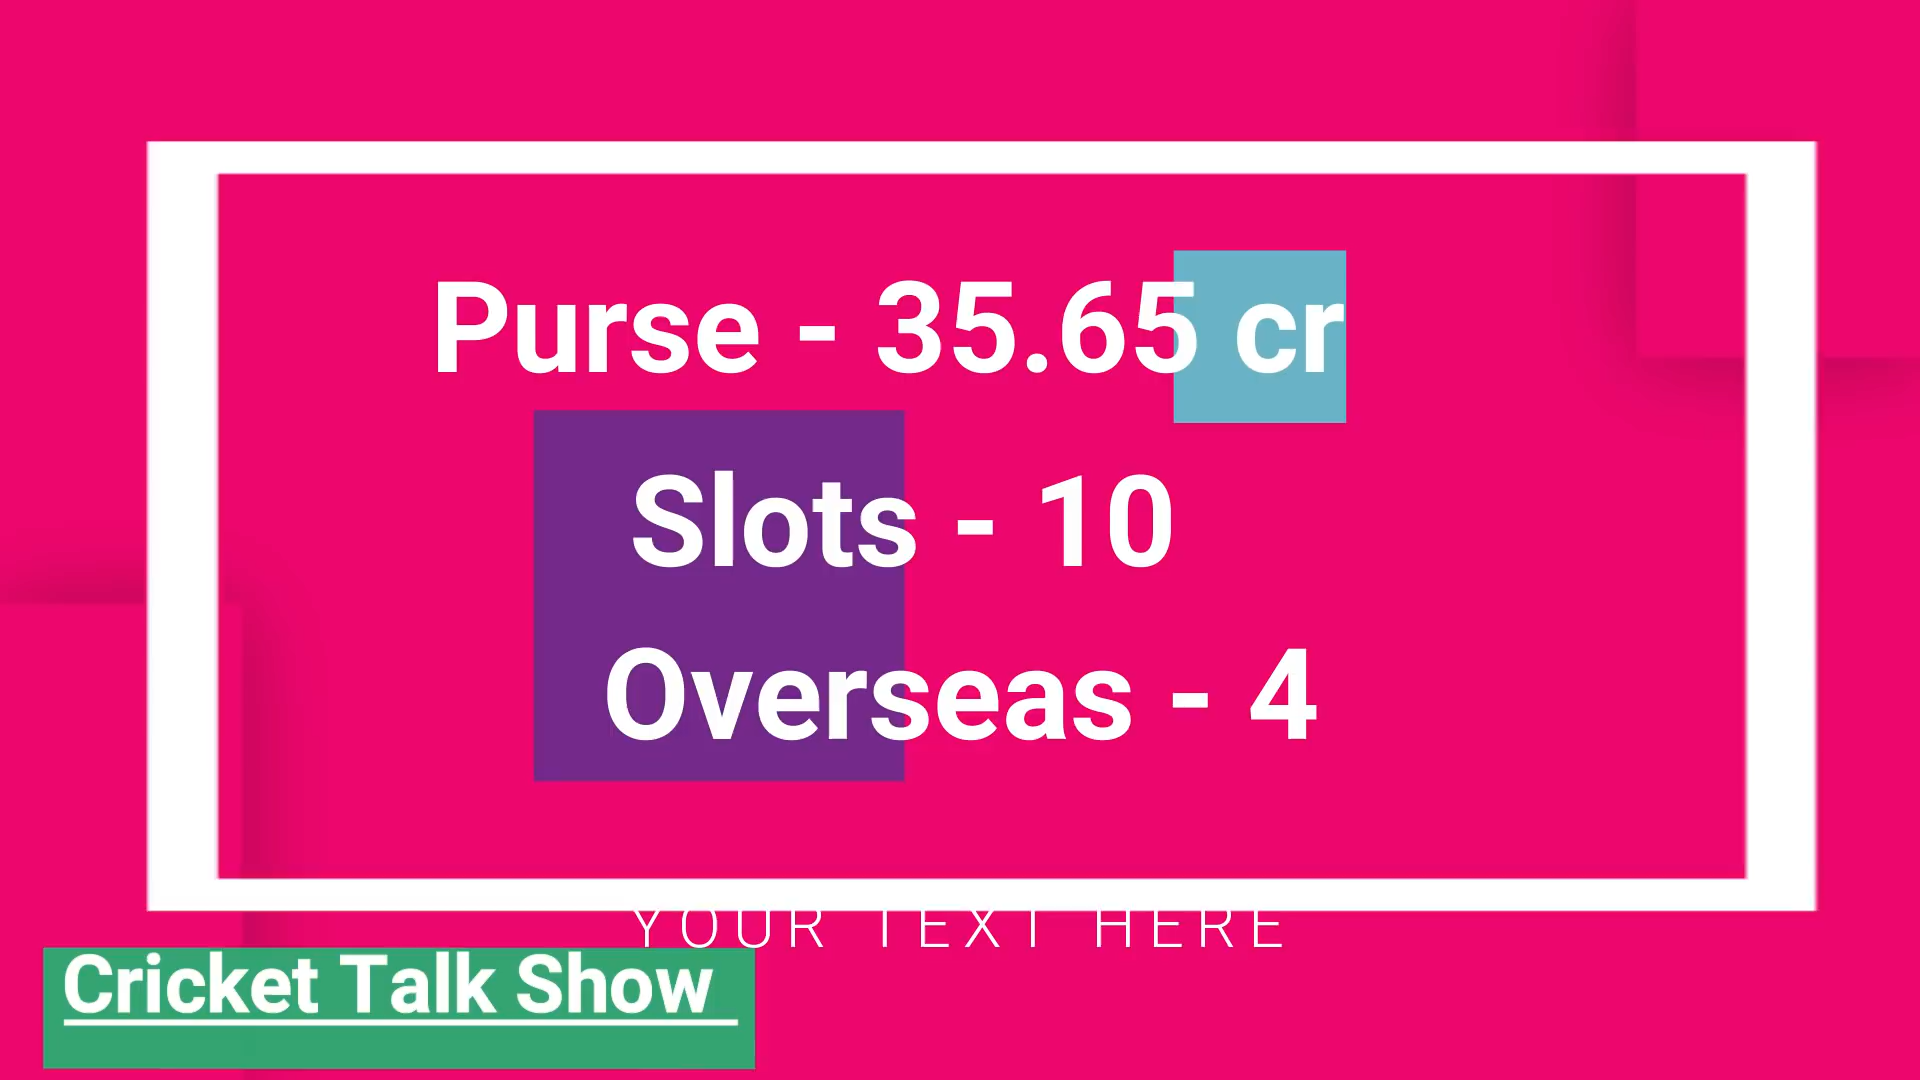 Purse - 35.65 cr
Slots - 10
Overseas - 4
YOUR TEXT HERE
Cricket Talk Show